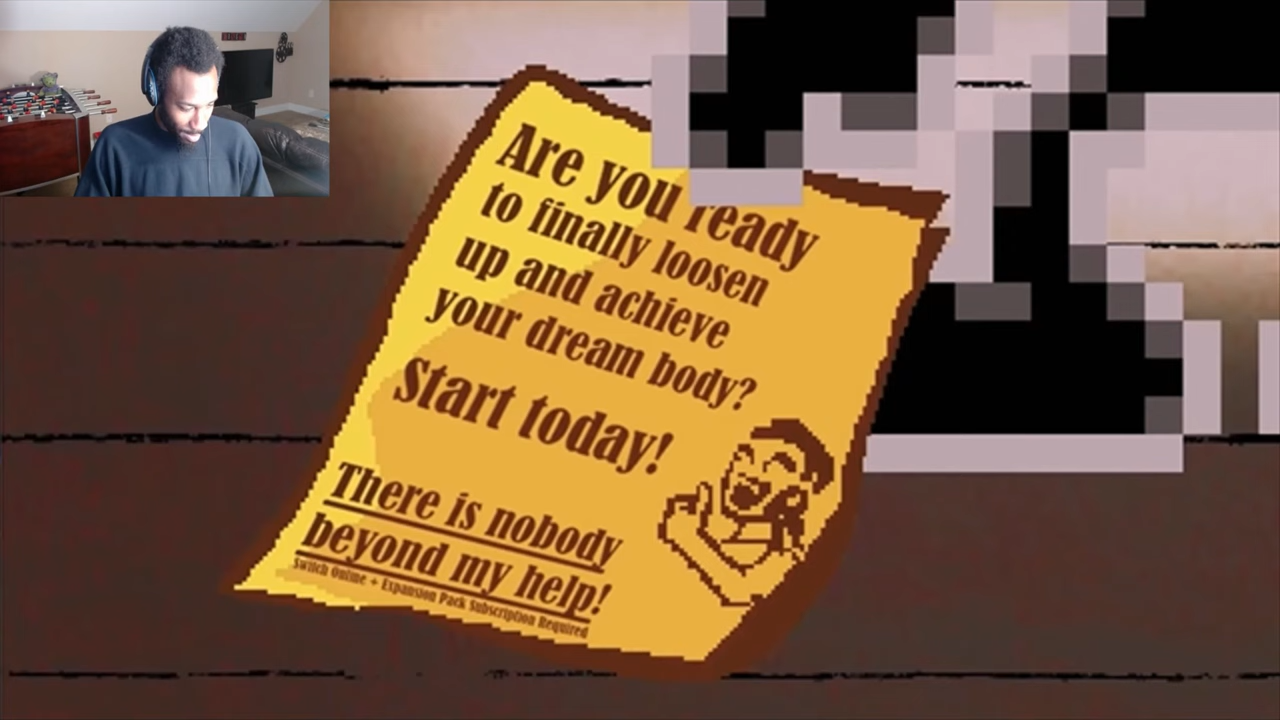 Are you ready
to finally loosen
up and achieve
your dream body?
Start today!
There is nobody
beyond my help!
Switch Online + Expansion Pack Subscription Required